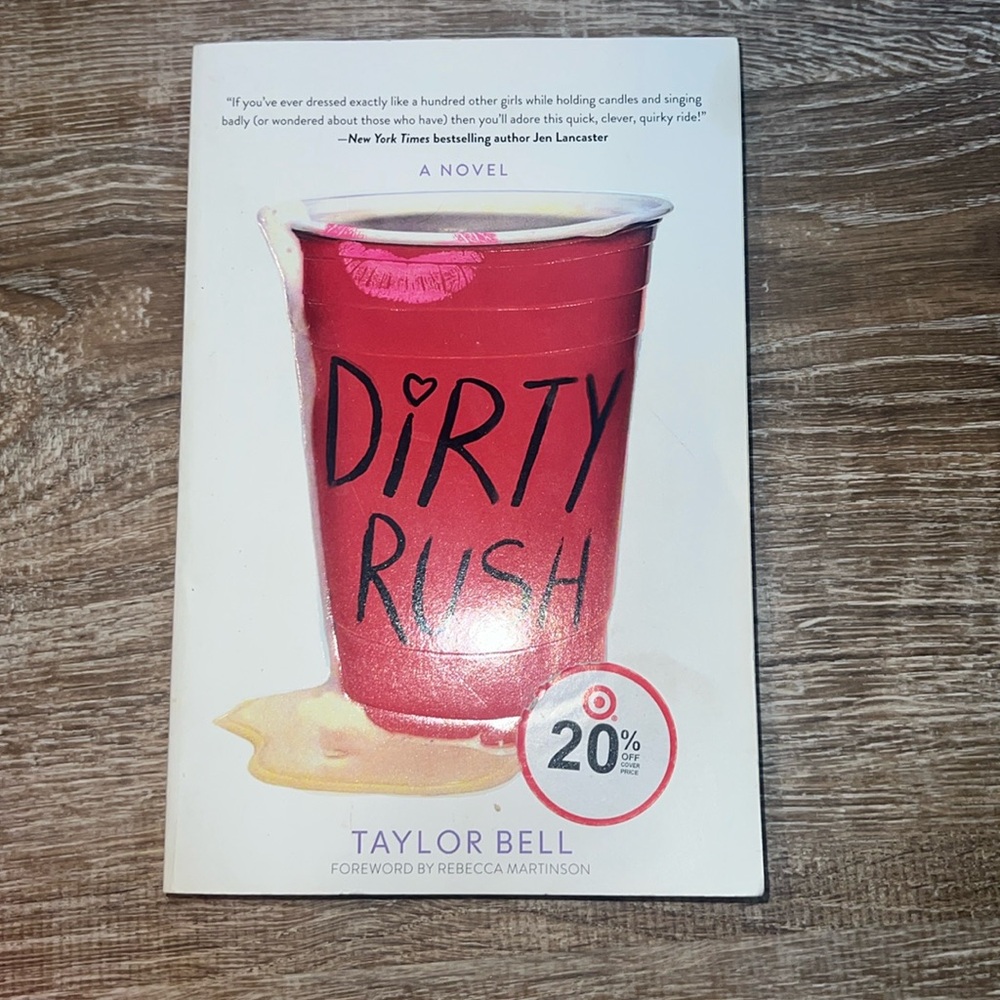 “If you’ve ever dressed exactly like a hundred other girls while holding candles and singing
badly (or wondered about those who have) then you’ll adore this quick, clever, quirky ride!”
—New York Times bestselling author Jen Lancaster
A NOVEL
DiRTY
RUSH
20%
OFF
COVER
PRICE
TAYLOR BELL
FOREWORD BY REBECCA MARTINSON